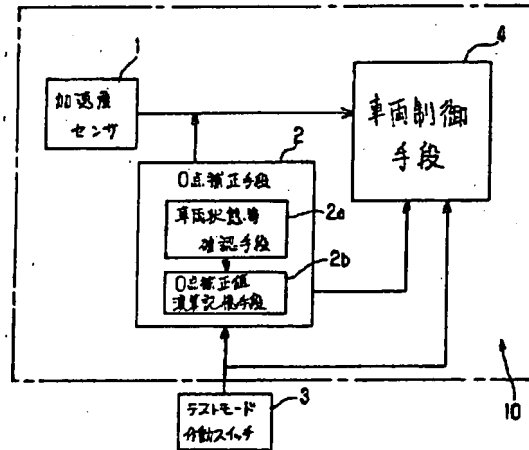 1
加速度
センサ
2
0点補正手段
車両状態等
確認手段
2a
0点補正値
演算記憶手段
2b
4
車両制御
手段
テストモード
作動スイッチ
3
10